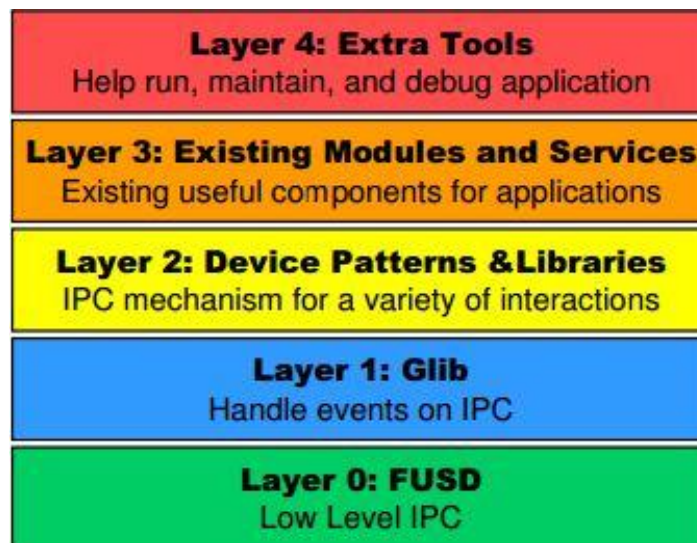 Layer 4: Extra Tools
Help run, maintain, and debug application
Layer 3: Existing Modules and Services
Existing useful components for applications
Layer 2: Device Patterns &Libraries
IPC mechanism for a variety of interactions
Layer 1: Glib
Handle events on IPC
Layer 0: FUSD
Low Level IPC